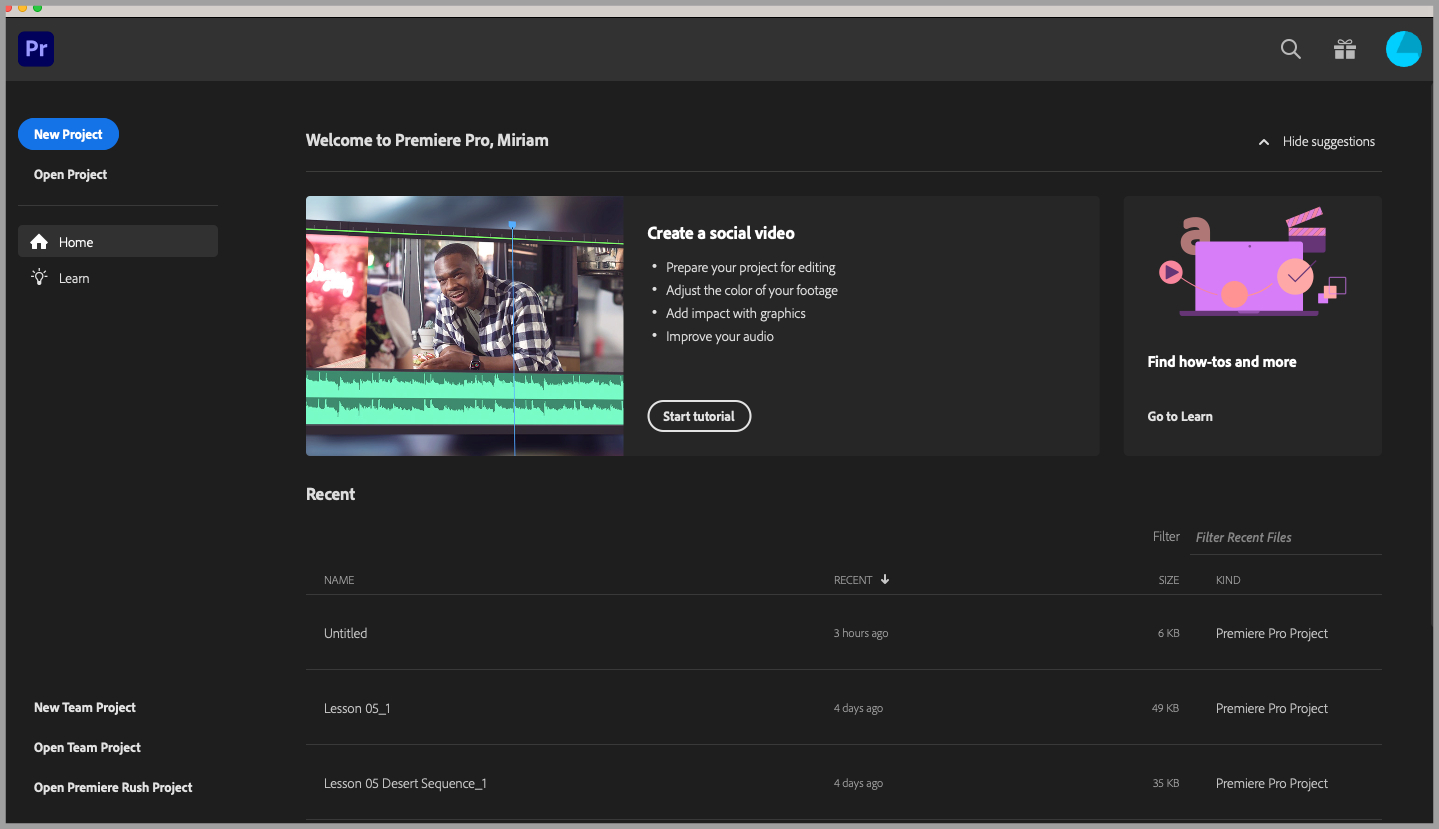 Pr
New Project
Open Project
Home
Learn
New Team Project
Open Team Project
Open Premiere Rush Project
Welcome to Premiere Pro, Miriam
Hide suggestions
Create a social video
• Prepare your project for editing
• Adjust the color of your footage
• Add impact with graphics
• Improve your audio
Start tutorial
a
Find how-tos and more
Go to Learn
Recent
Filter Filter Recent Files
NAME RECENT SIZE KIND
Untitled 3 hours ago 6 KB Premiere Pro Project
Lesson 05_1 4 days ago 49 KB Premiere Pro Project
Lesson 05 Desert Sequence_1 4 days ago 35 KB Premiere Pro Project